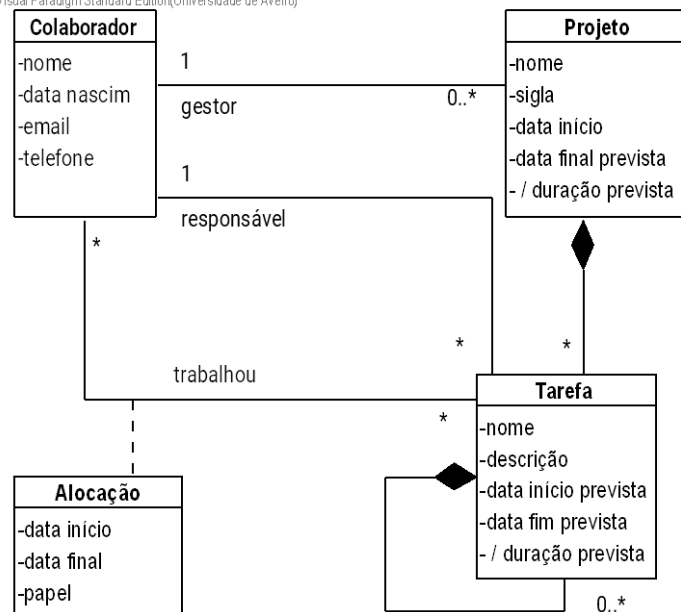 Visual Paradigm Standard Edition(Universidade de Aveiro)
Colaborador
-nome
-data nascim
-email
-telefone
1
gestor
0..*
Projeto
-nome
-sigla
-data início
-data final prevista
- / duração prevista
1
responsável
*
*
*
trabalhou
*
Tarefa
-nome
-descrição
-data início prevista
-data fim prevista
- / duração prevista
0..*
Alocação
-data início
-data final
-papel